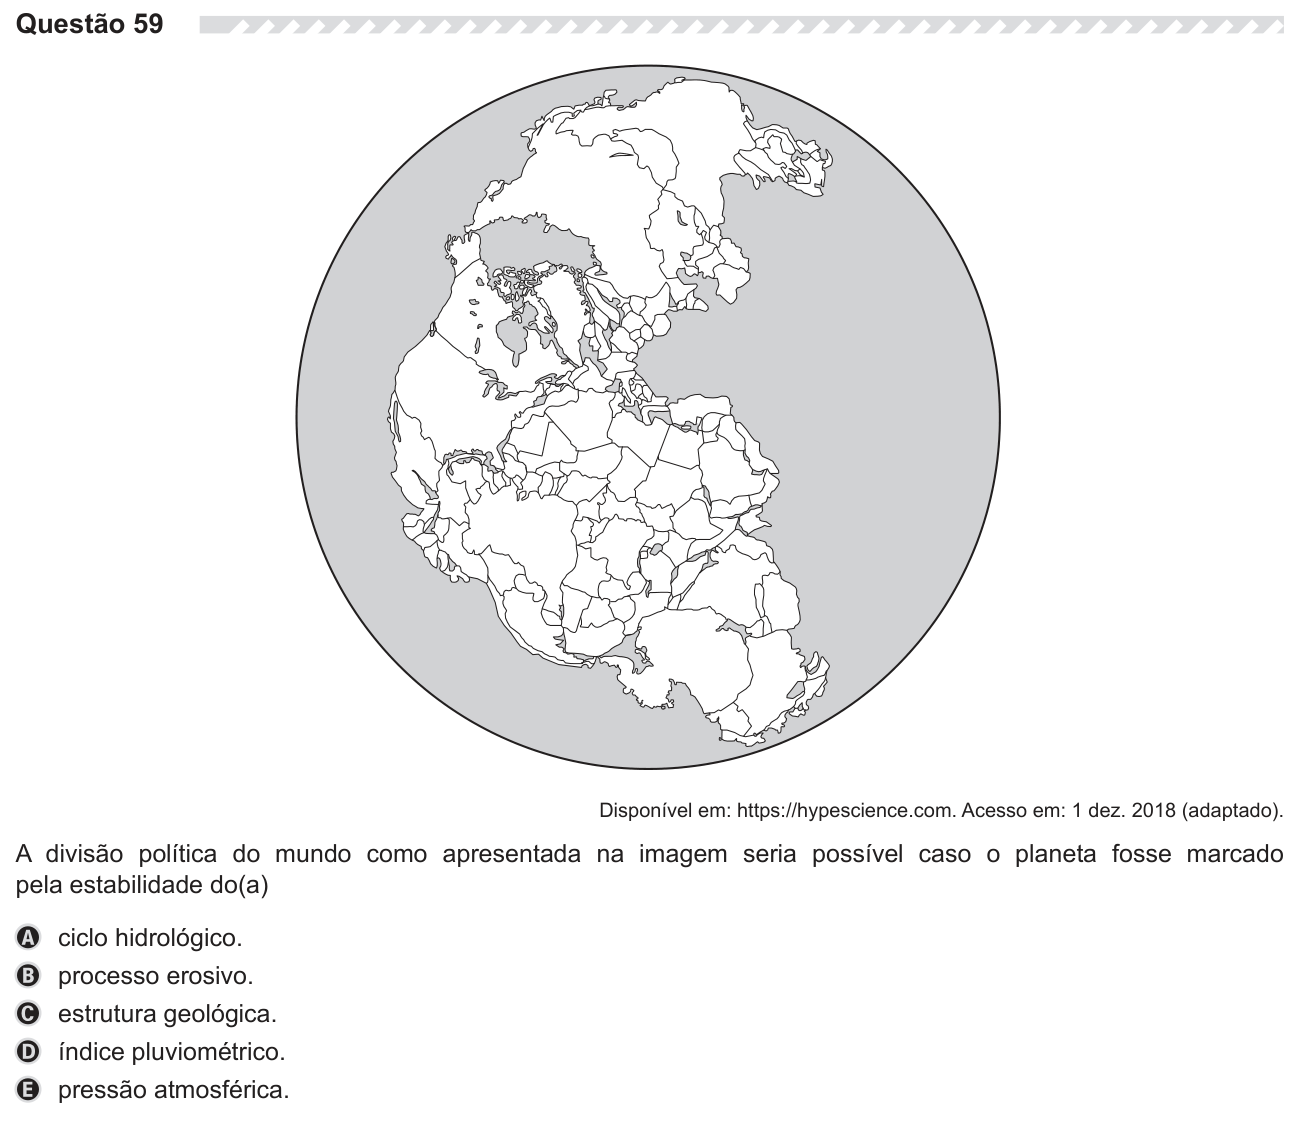 Questão 59
Disponível em: https://hypescience.com. Acesso em: 1 dez. 2018 (adaptado).
A divisão política do mundo como apresentada na imagem seria possível caso o planeta fosse marcado
pela estabilidade do(a)
A ciclo hidrológico.
B processo erosivo.
C estrutura geológica.
D índice pluviométrico.
E pressão atmosférica.